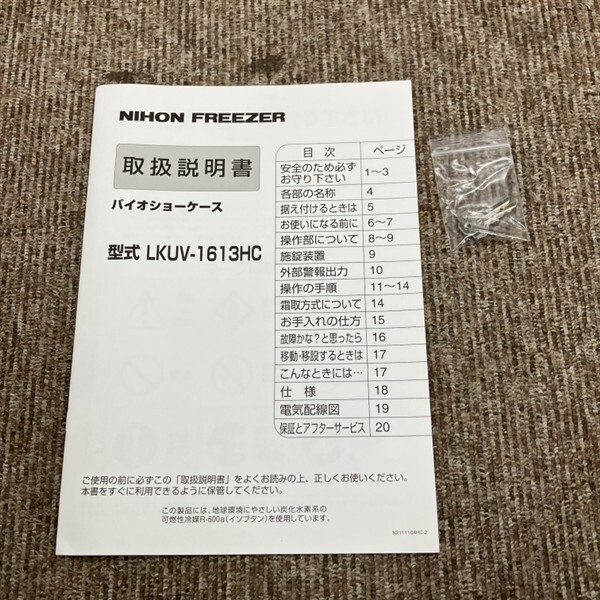 NIHON FREEZER
取扱説明書
バイオショーケース
型式 LKUV-1613HC
目 次 ページ
安全のため必ず
お守り下さい 1〜3
各部の名称 4
据え付けるときは 5
お使いになる前に 6〜7
操作部について 8〜9
施錠装置 9
外部警報出力 10
操作の手順 11〜14
霜取方式について 14
お手入れの仕方 15
故障かな?と思ったら 16
移動・移設するときは 17
こんなときには… 17
仕 様 18
電気配線図 19
保証とアフターサービス 20
ご使用の前に必ずこの「取扱説明書」をよくお読みの上、正しくお使いください。
本書をすぐに利用できるように保管してください。
この製品には、地球環境にやさしい炭化水素系の
可燃性冷媒R-600a(イソブタン)を使用しています。
NZ111104HC-2